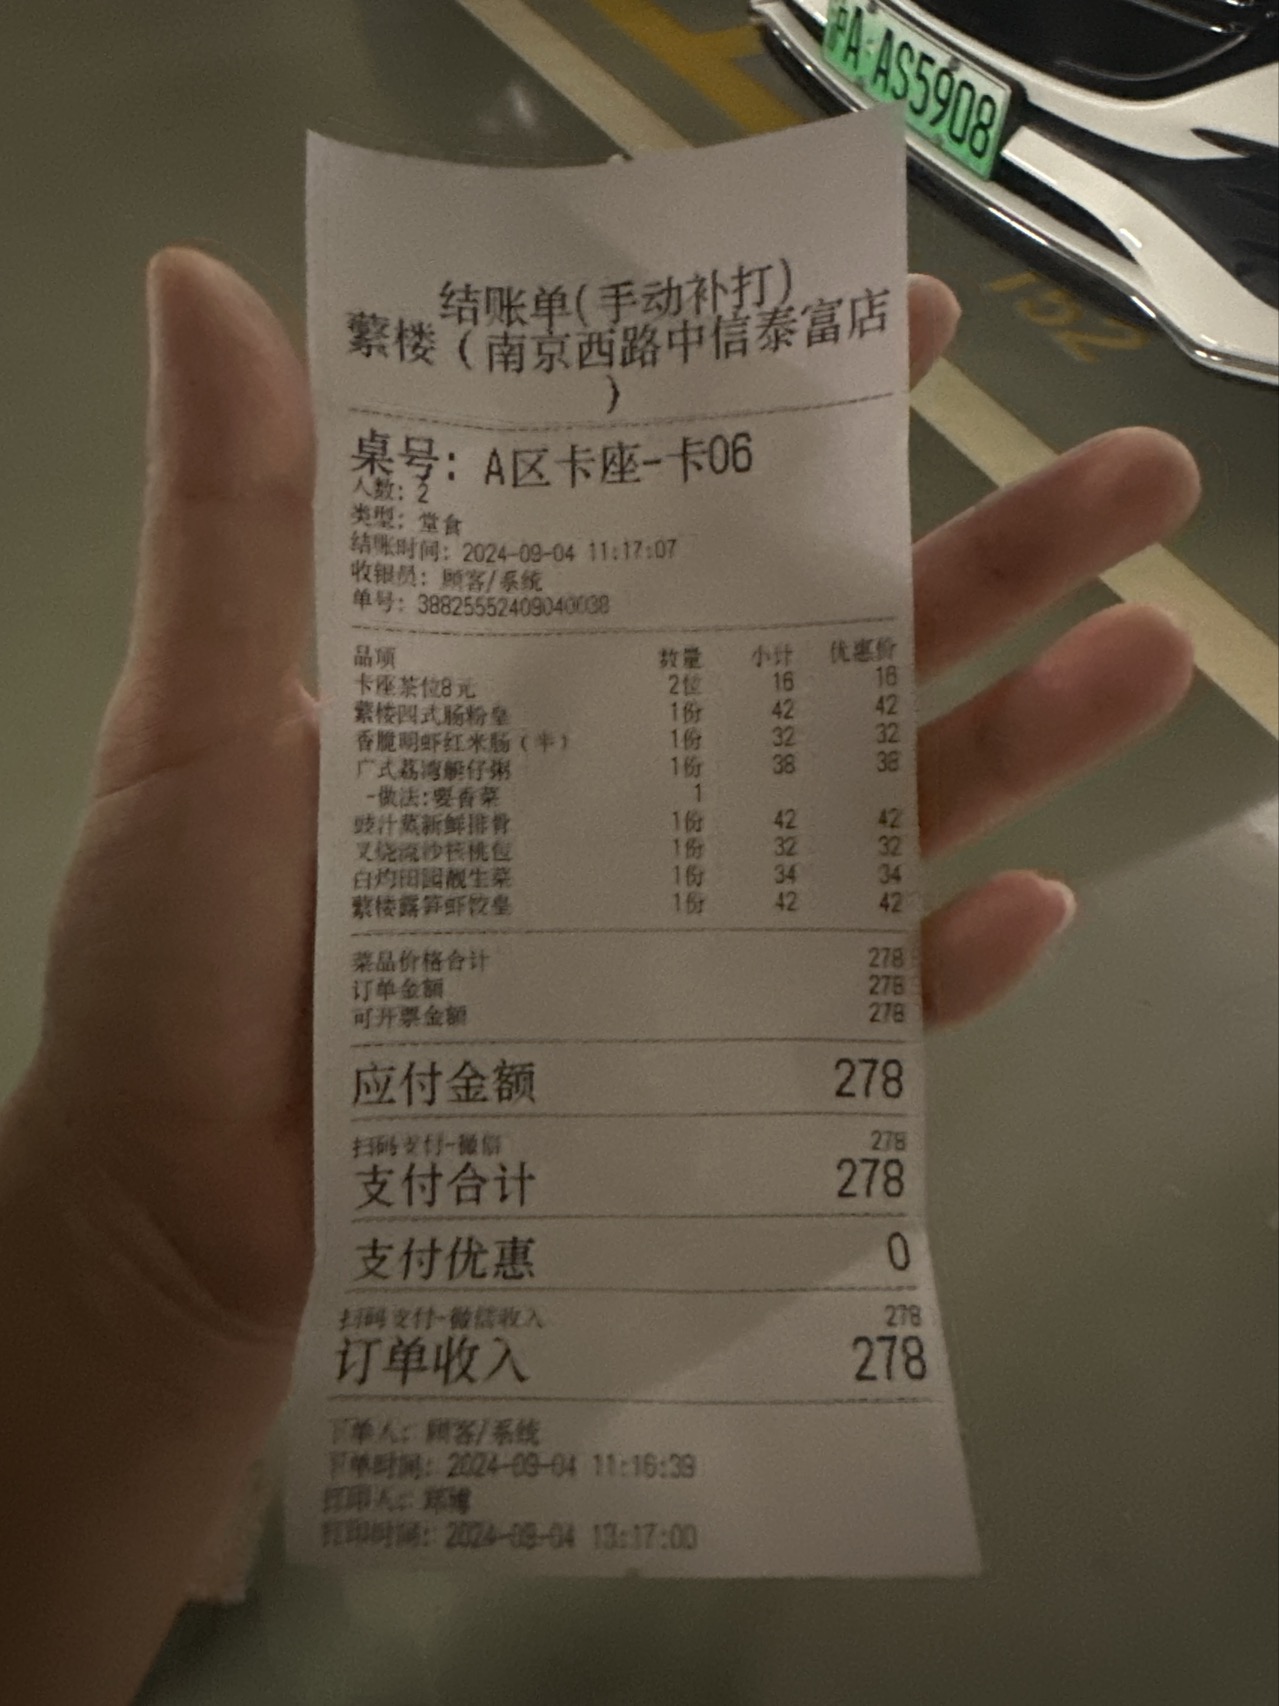 沪A·AS5908
152
结账单(手动补打)
蘩楼（南京西路中信泰富店
）
桌号: A区卡座-卡06
人数: 2
类型: 堂食
结账时间: 2024-09-04 11:17:07
收银员: 顾客/系统
单号: 38825552409040038
品项 数量 小计 优惠价
卡座茶位8元 2位 16 16
蘩楼四式肠粉皇 1份 42 42
香脆明虾红米肠（半） 1份 32 32
广式荔湾艇仔粥 1份 38 38
-做法:要香菜 1
豉汁蒸新鲜排骨 1份 42 42
叉烧流沙核桃包 1份 32 32
白灼田园靓生菜 1份 34 34
蘩楼露笋虾饺皇 1份 42 42
菜品价格合计 278
订单金额 278
可开票金额 278
应付金额 278
扫码支付-微信 278
支付合计 278
支付优惠 0
扫码支付-微信收入 278
订单收入 278
下单人: 顾客/系统
下单时间: 2024-09-04 11:16:39
打印人:
打印时间: 2024-09-04 13:17:00